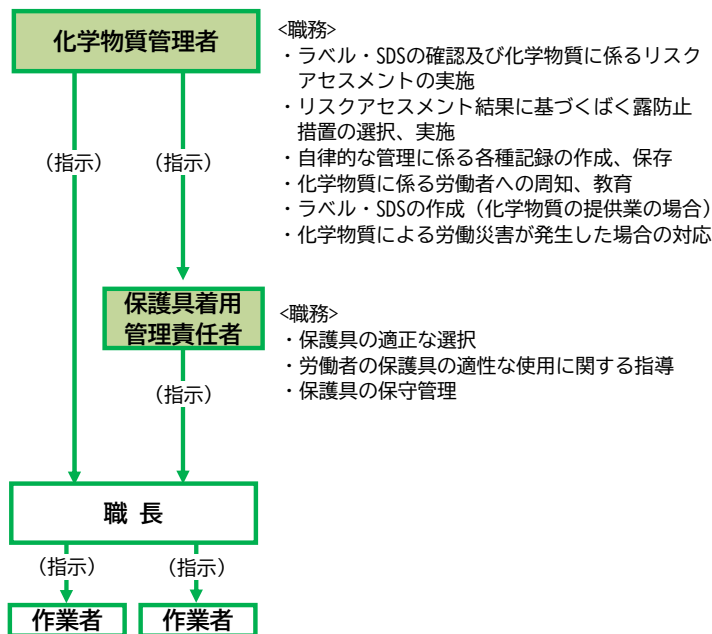 化学物質管理者
<職務>
・ラベル・SDSの確認及び化学物質に係るリスク
アセスメントの実施
・リスクアセスメント結果に基づくばく露防止
措置の選択、実施
・自律的な管理に係る各種記録の作成、保存
・化学物質に係る労働者への周知、教育
・ラベル・SDSの作成（化学物質の提供業の場合）
・化学物質による労働災害が発生した場合の対応
（指示）
（指示）
保護具着用
管理責任者
<職務>
・保護具の適正な選択
・労働者の保護具の適性な使用に関する指導
・保護具の保守管理
（指示）
職 長
（指示）
（指示）
作業者
作業者